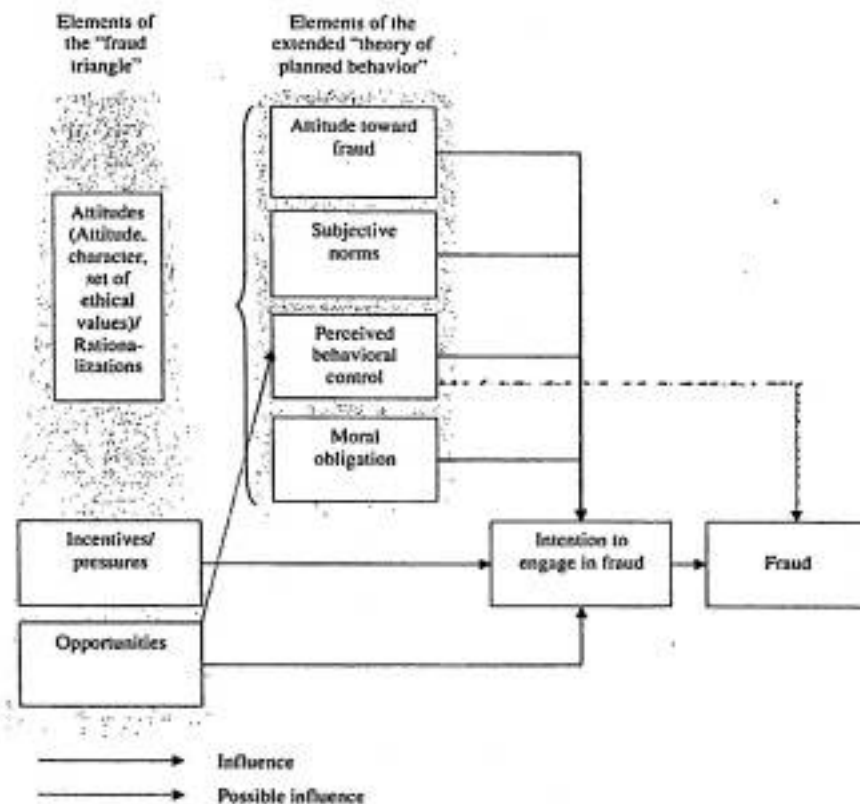 Elements of
the "fraud
triangle"
Elements of the
extended "theory of
planned behavior"
Attitude toward
fraud
Attitudes
(Attitude,
character,
set of
ethical
values)/
Rationa-
lizations
Subjective
norms
Perceived
behavioral
control
Moral
obligation
Incentives/
pressures
Intention to
engage in fraud
Fraud
Opportunities
Influence
Possible influence